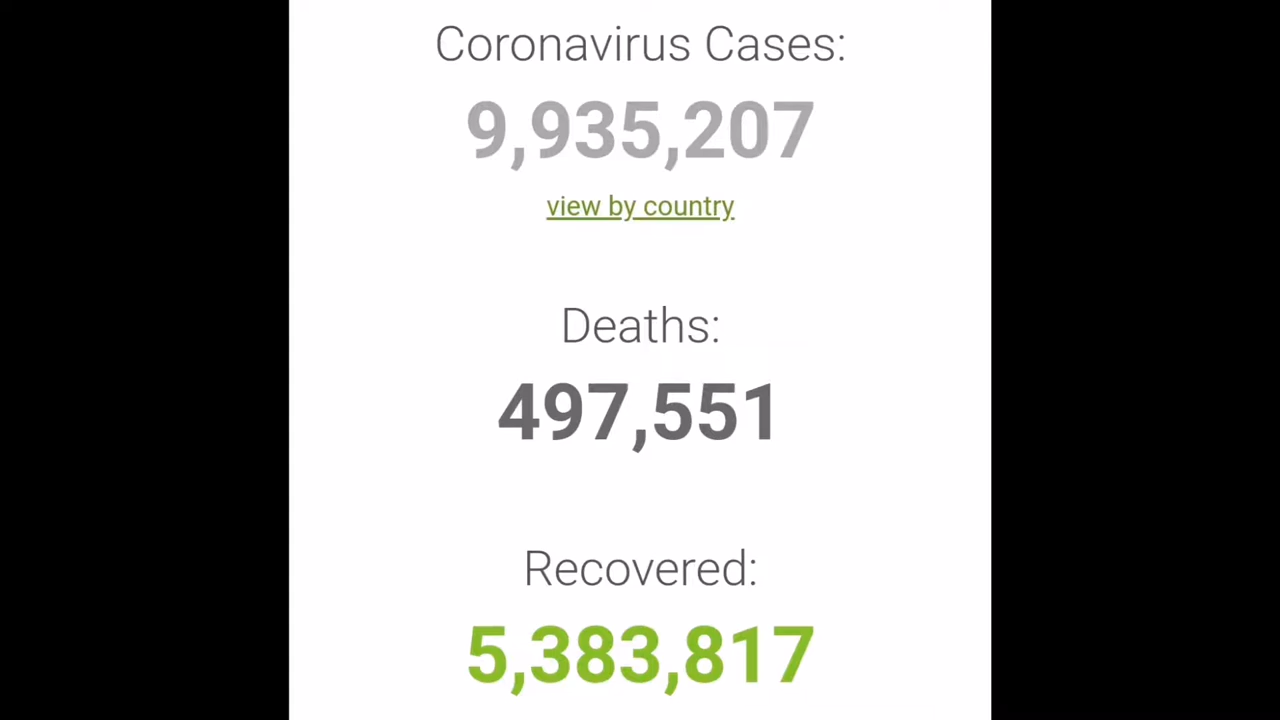 Coronavirus Cases:
9,935,207
view by country
Deaths:
497,551
Recovered:
5,383,817